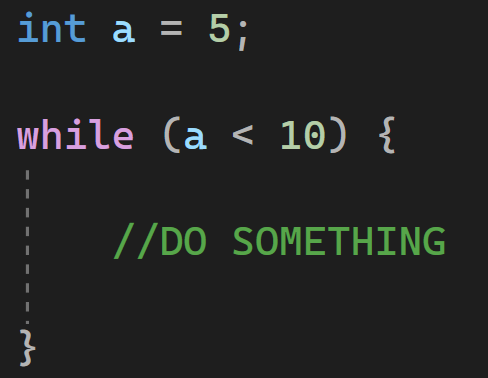 int a = 5;
while (a < 10) {
//DO SOMETHING
}